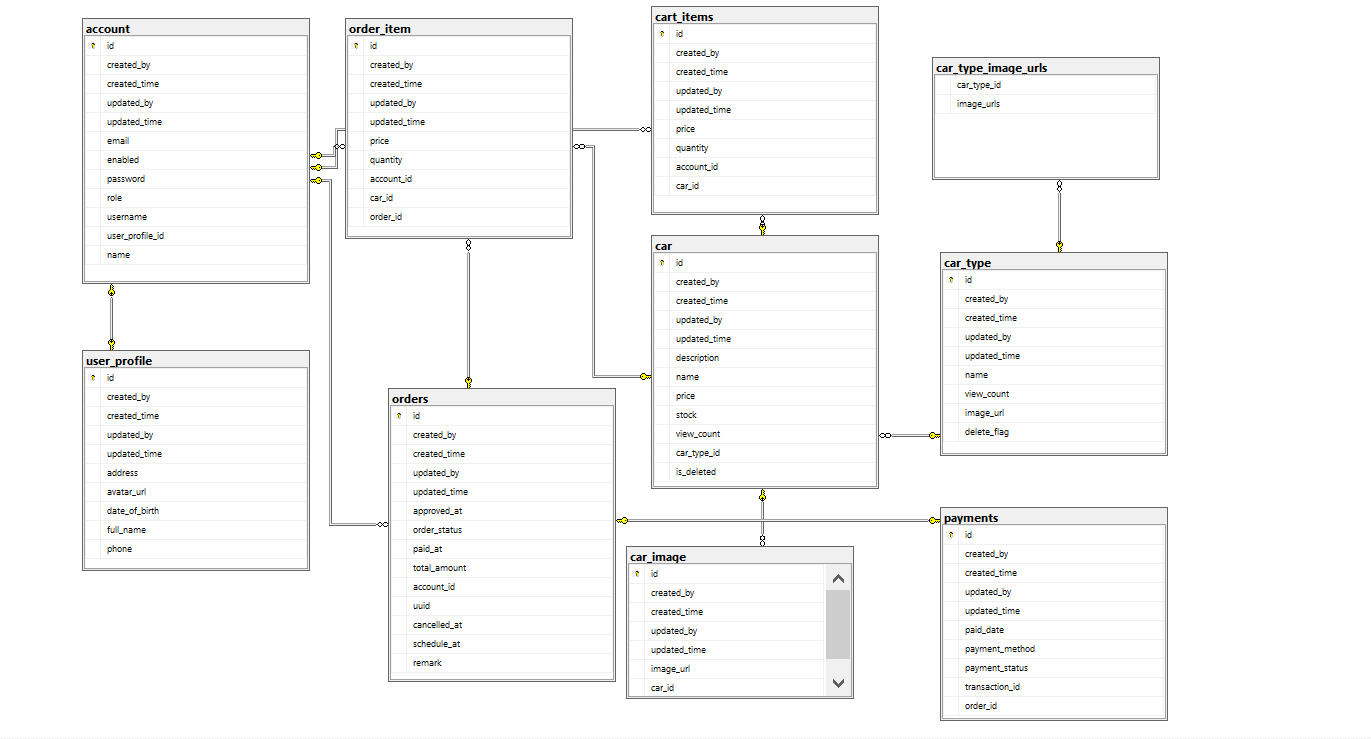 account
id
created_by
created_time
updated_by
updated_time
email
enabled
password
role
username
user_profile_id
name
order_item
id
created_by
created_time
updated_by
updated_time
price
quantity
account_id
car_id
order_id
cart_items
id
created_by
created_time
updated_by
updated_time
price
quantity
account_id
car_id
car_type_image_urls
car_type_id
image_urls
car
id
created_by
created_time
updated_by
updated_time
description
name
price
stock
view_count
car_type_id
is_deleted
car_type
id
created_by
created_time
updated_by
updated_time
name
view_count
image_url
delete_flag
user_profile
id
created_by
created_time
updated_by
updated_time
address
avatar_url
date_of_birth
full_name
phone
orders
id
created_by
created_time
updated_by
updated_time
approved_at
order_status
paid_at
total_amount
account_id
uuid
cancelled_at
schedule_at
remark
car_image
id
created_by
created_time
updated_by
updated_time
image_url
car_id
payments
id
created_by
created_time
updated_by
updated_time
paid_date
payment_method
payment_status
transaction_id
order_id